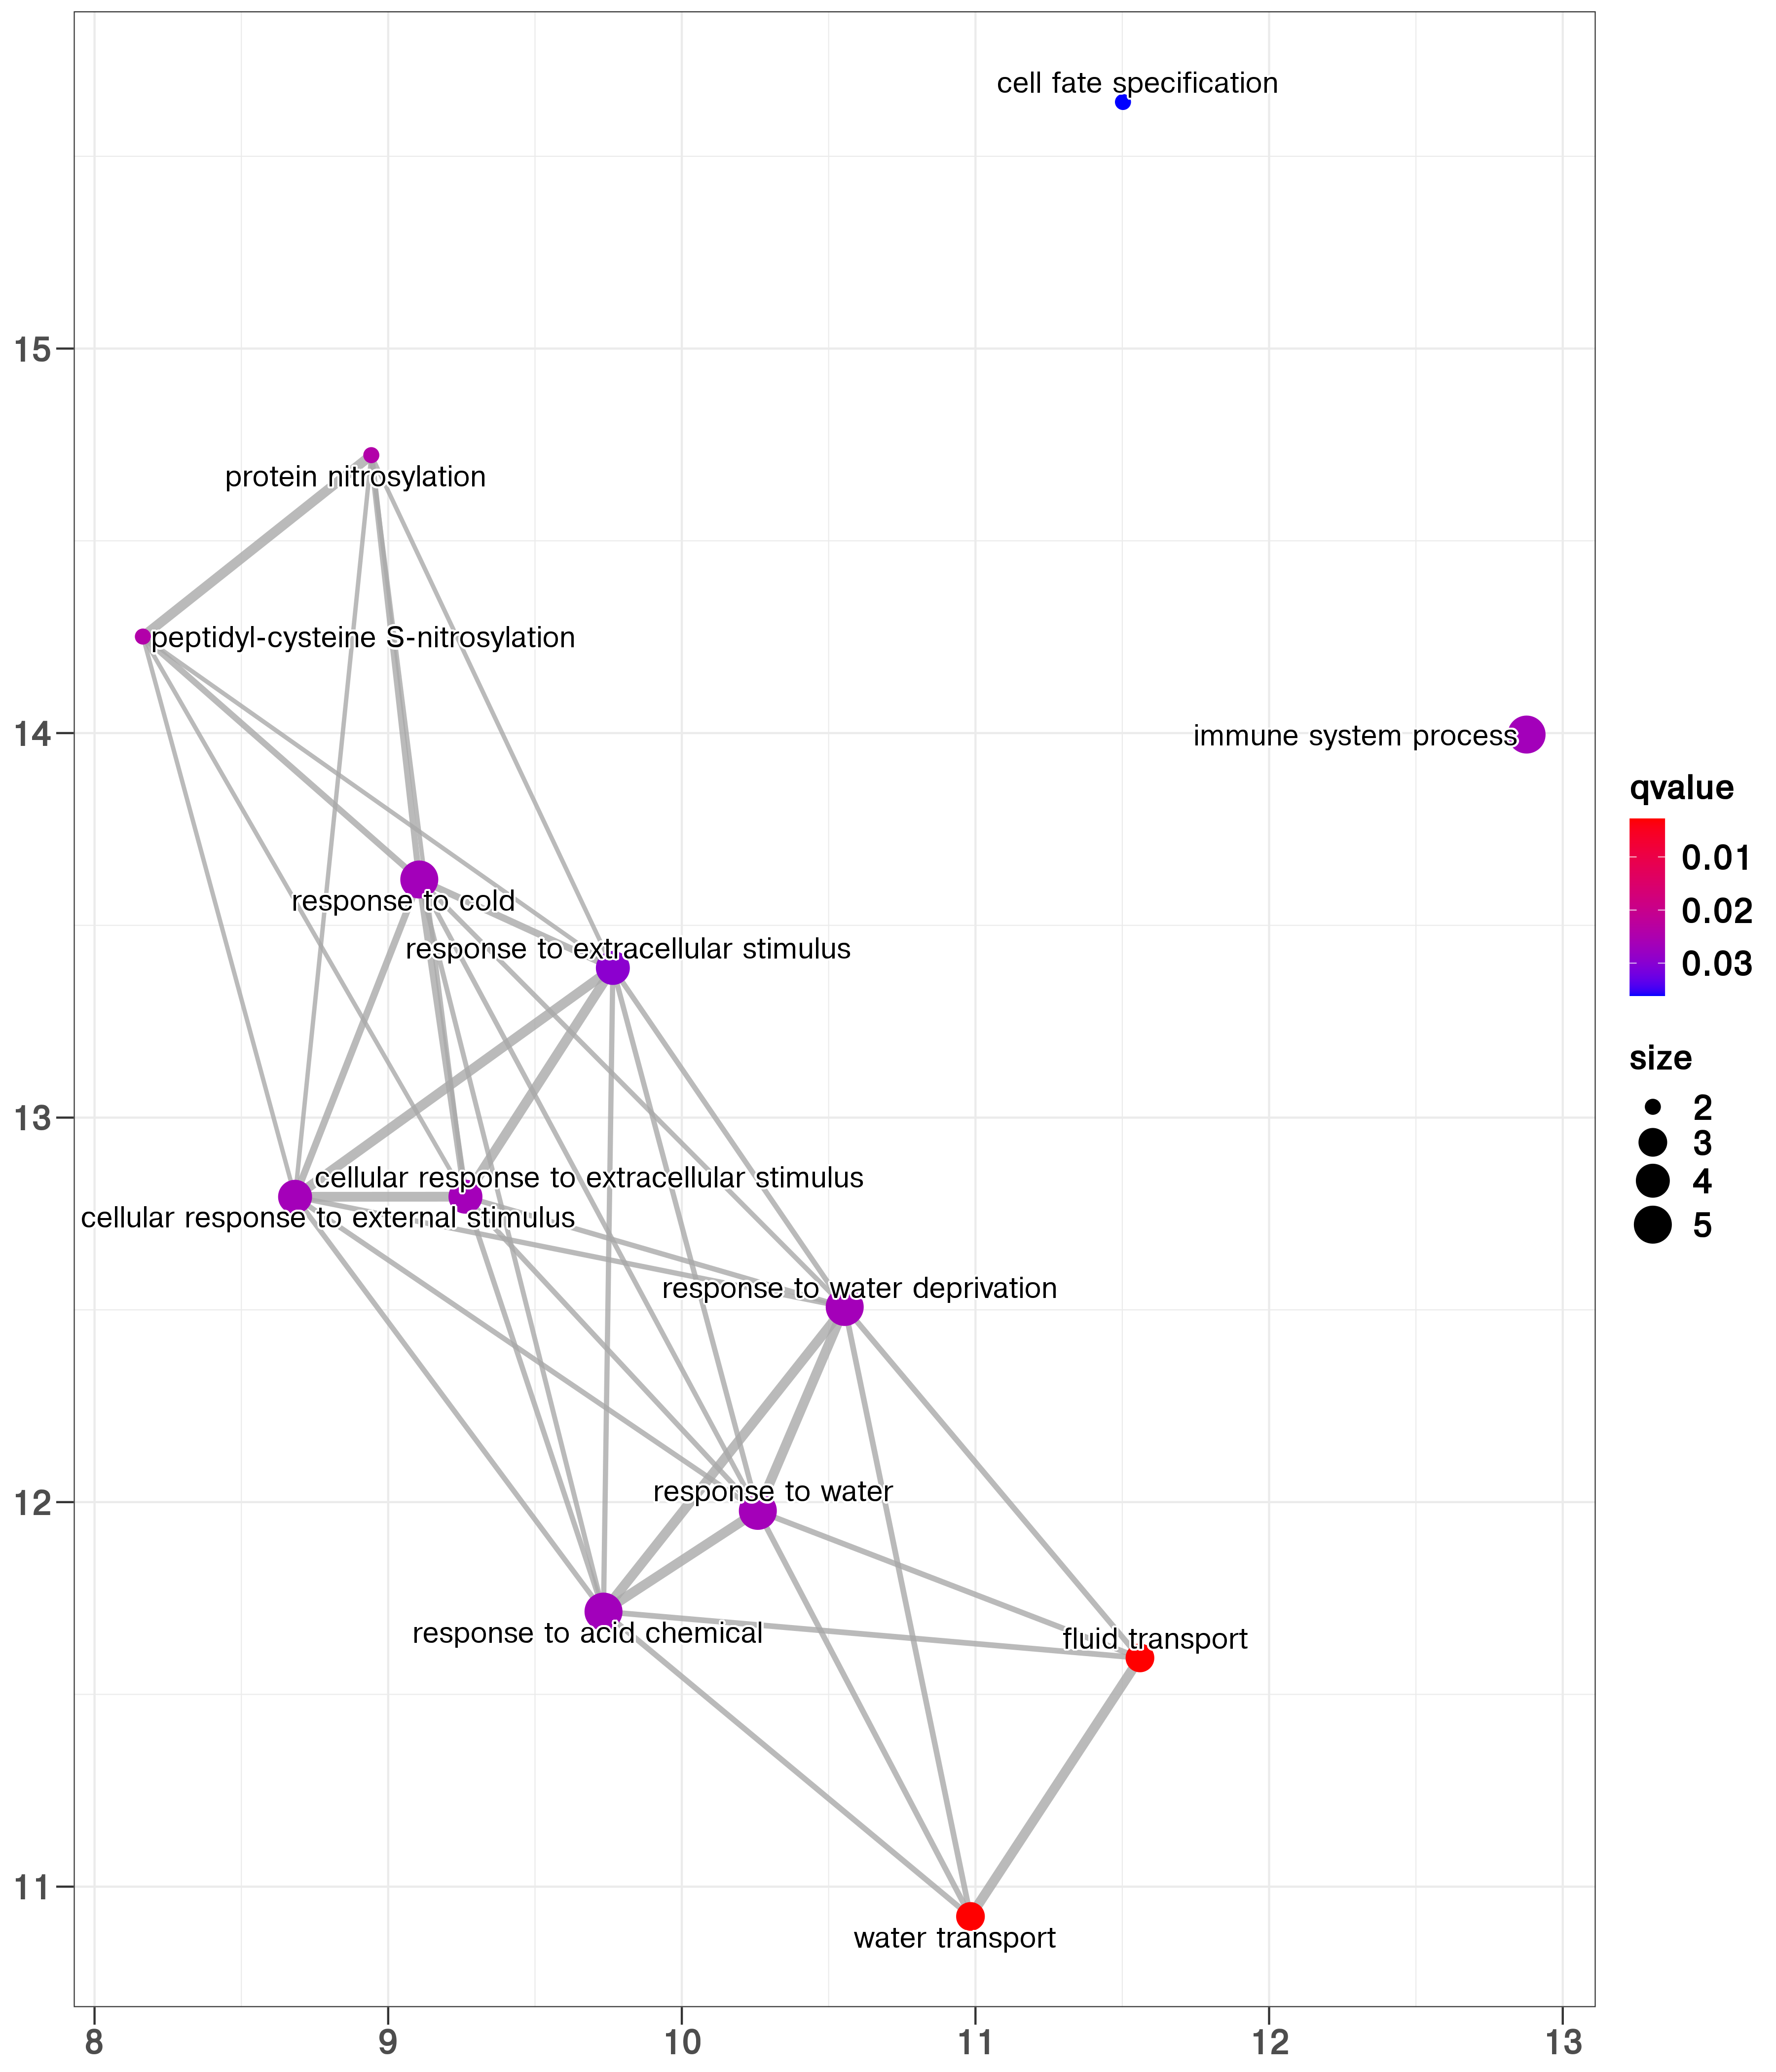 cell fate specification
15
protein nitrosylation
peptidyl-cysteine S-nitrosylation
14
immune system process
response to cold
response to extracellular stimulus
13
cellular response to extracellular stimulus
cellular response to external stimulus
response to water deprivation
12
response to water
response to acid chemical
fluid transport
11
water transport
8 9 10 11 12 13
qvalue
0.01
0.02
0.03
size
2
3
4
5